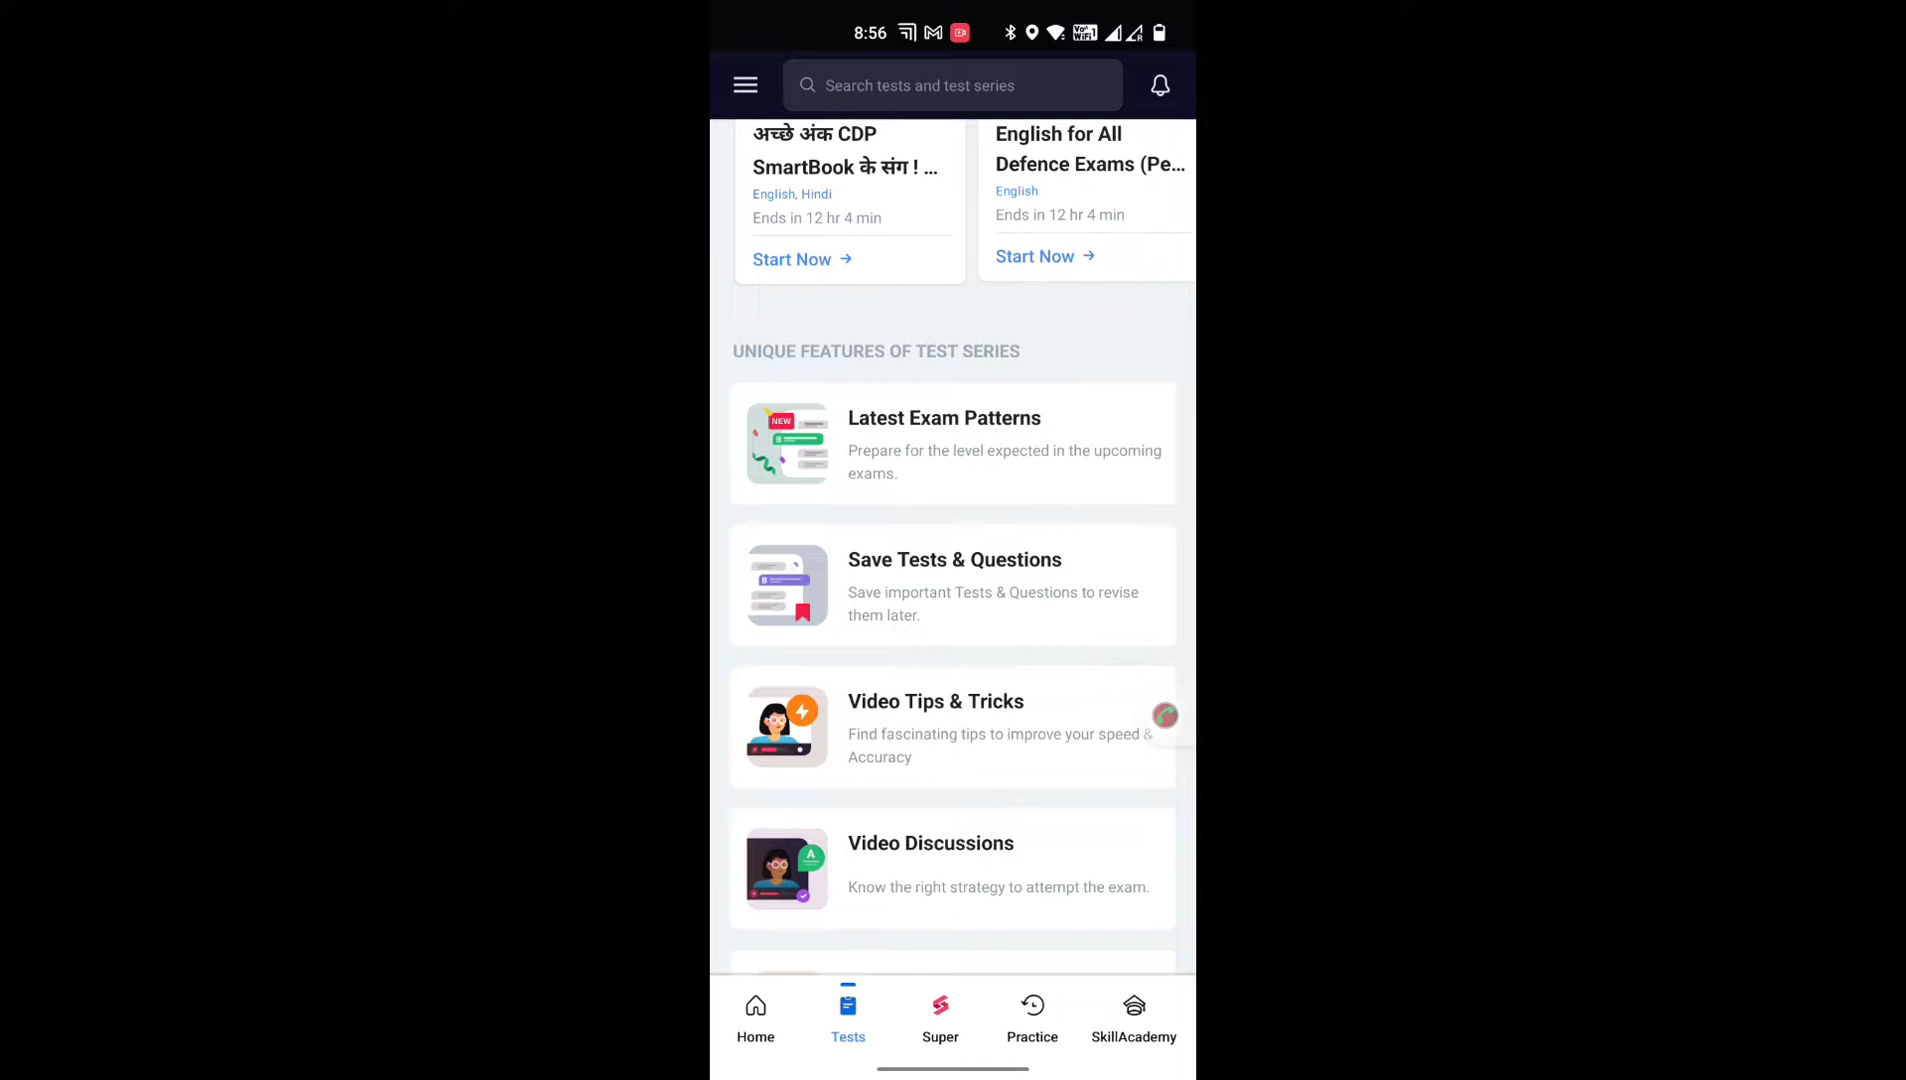 8:56
Vo)
WiFi1
R
Search tests and test series
अच्छे अंक CDP
SmartBook के संग ! ...
English, Hindi
Ends in 12 hr 4 min
Start Now
English for All
Defence Exams (Pe...
English
Ends in 12 hr 4 min
Start Now
UNIQUE FEATURES OF TEST SERIES
NEW
B
Latest Exam Patterns
Prepare for the level expected in the upcoming
exams.
B
Save Tests & Questions
Save important Tests & Questions to revise
them later.
Video Tips & Tricks
Find fascinating tips to improve your speed &
Accuracy
A
Video Discussions
Know the right strategy to attempt the exam.
Home
Tests
Super
Practice
SkillAcademy